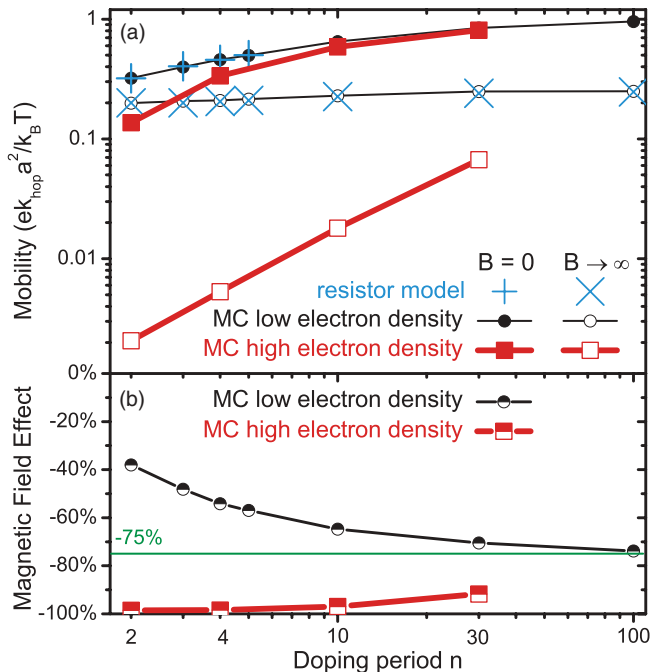 (a)
1
0.1
0.01
Mobility (ek_hop a²/k_B T)
B = 0 B → ∞
resistor model
MC low electron density
MC high electron density
0%
(b)
MC low electron density
MC high electron density
-20%
-40%
-60%
-75%
-80%
-100%
Magnetic Field Effect
2 4 10 30 100
Doping period n